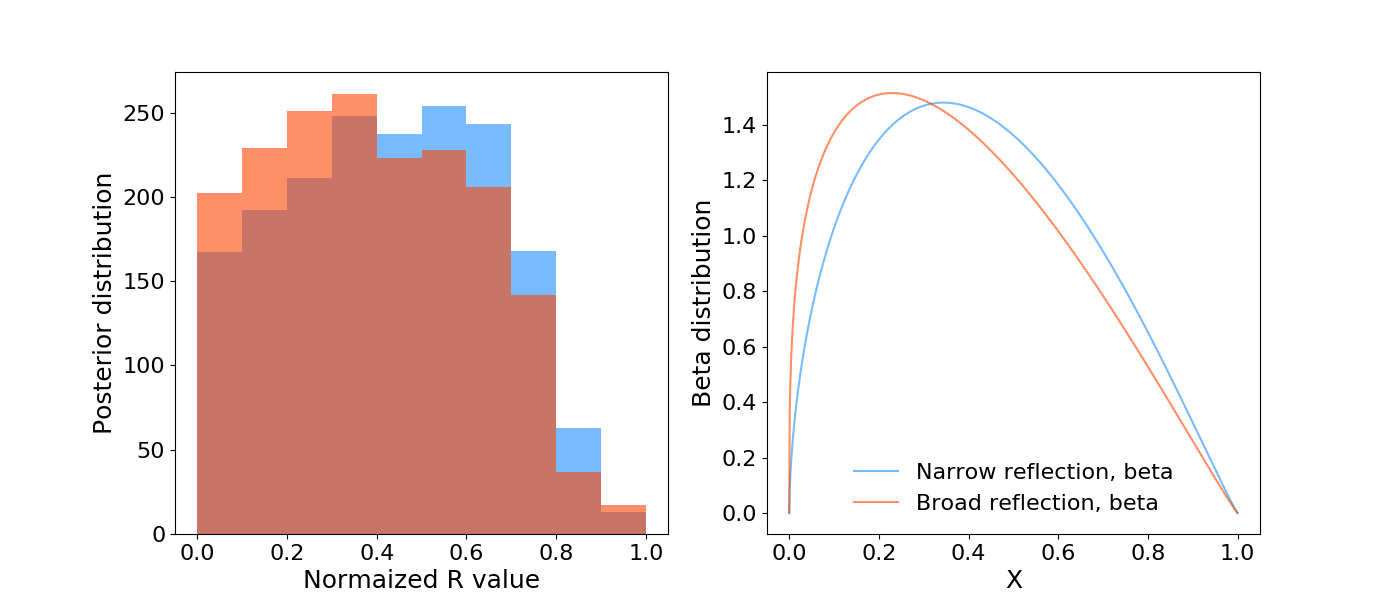 Posterior distribution
250
200
150
100
50
0
0.0 0.2 0.4 0.6 0.8 1.0
Normaized R value
Beta distribution
1.4
1.2
1.0
0.8
0.6
0.4
0.2
0.0
Narrow reflection, beta
Broad reflection, beta
0.0 0.2 0.4 0.6 0.8 1.0
X